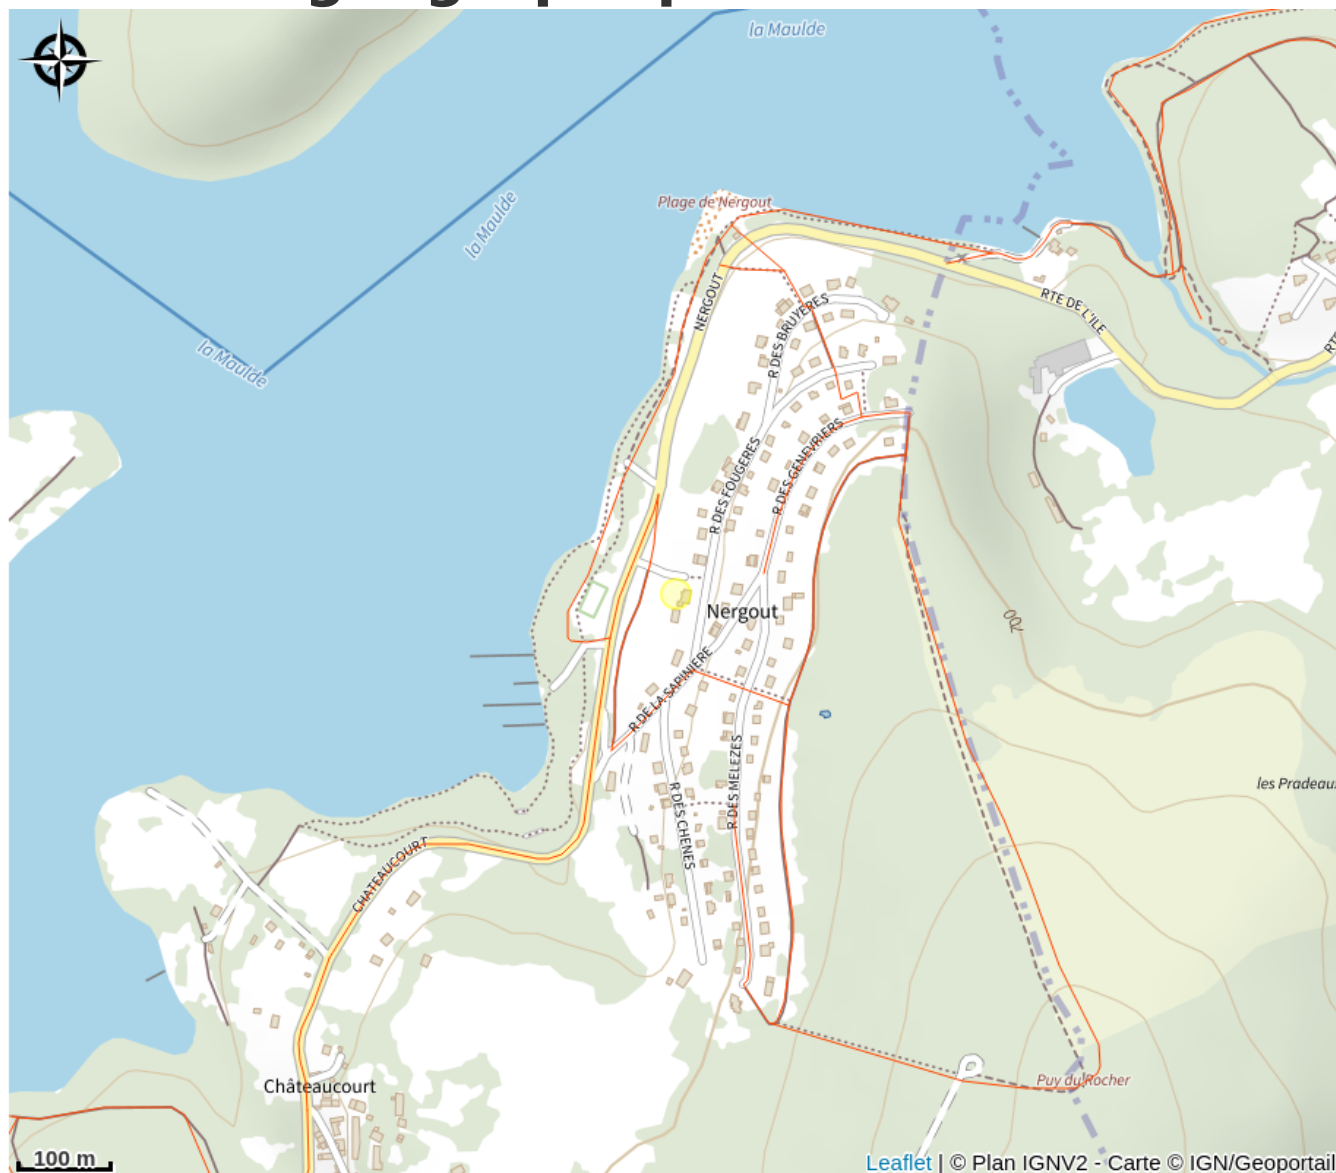 la Maulde
la Maulde
Plage de Nergout
la Maulde
NERGOUT
R DES BRUYERES
RTE DE L'ILE
R DES FOUGERES
R DES GENEVRIERS
Nergout
700
R DE LA SAPINIERE
R DES MELEZES
R DES CHENES
les Pradeaux
CHATEAUCOURT
Châteaucourt
Puy du Rocher
100 m
Leaflet | © Plan IGNV2 - Carte © IGN/Geoportail